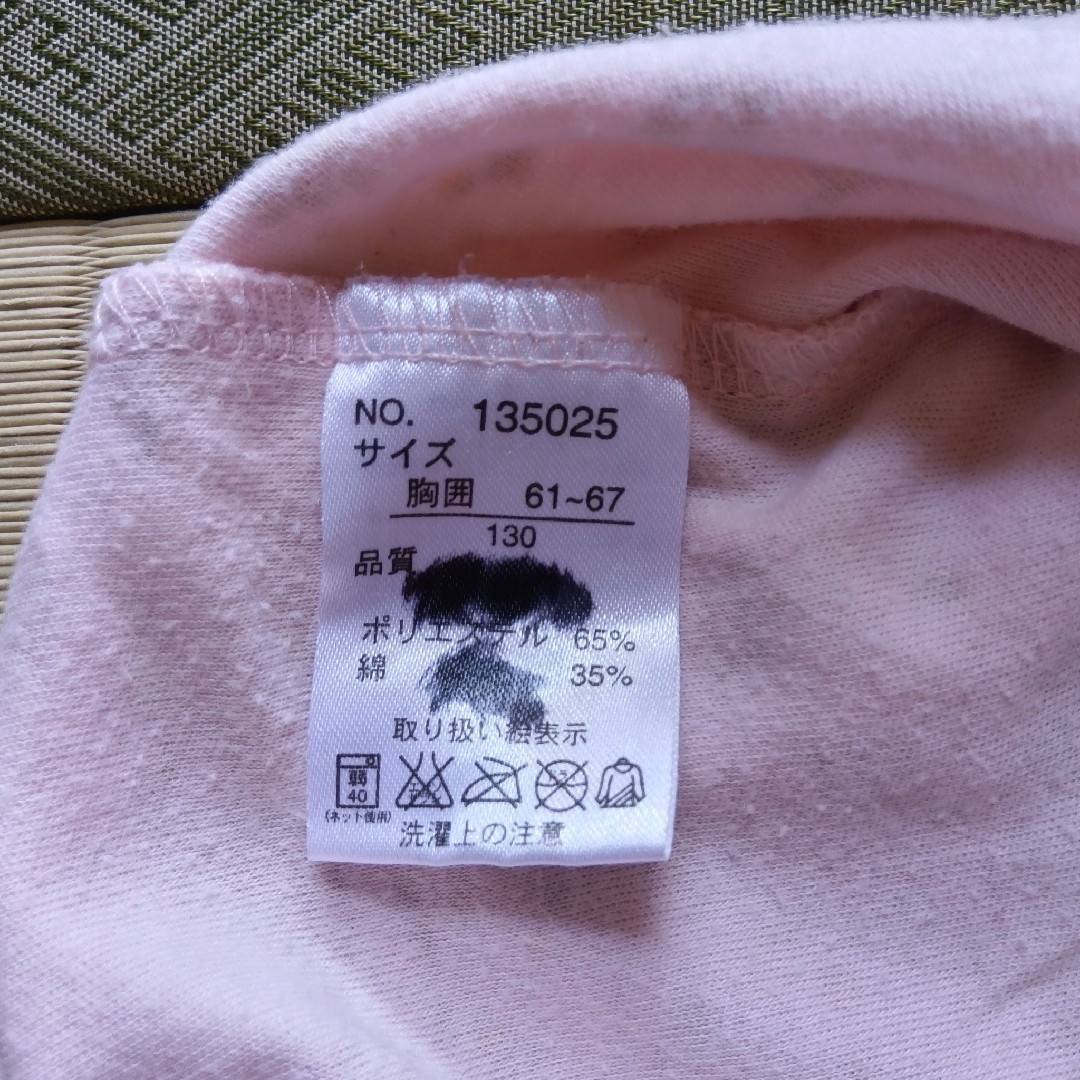 NO. 135025
サイズ
胸囲 61~67
130
品質
ポリエステル 65%
綿 35%
取り扱い絵表示
弱
40
(ネット使用)
洗濯上の注意